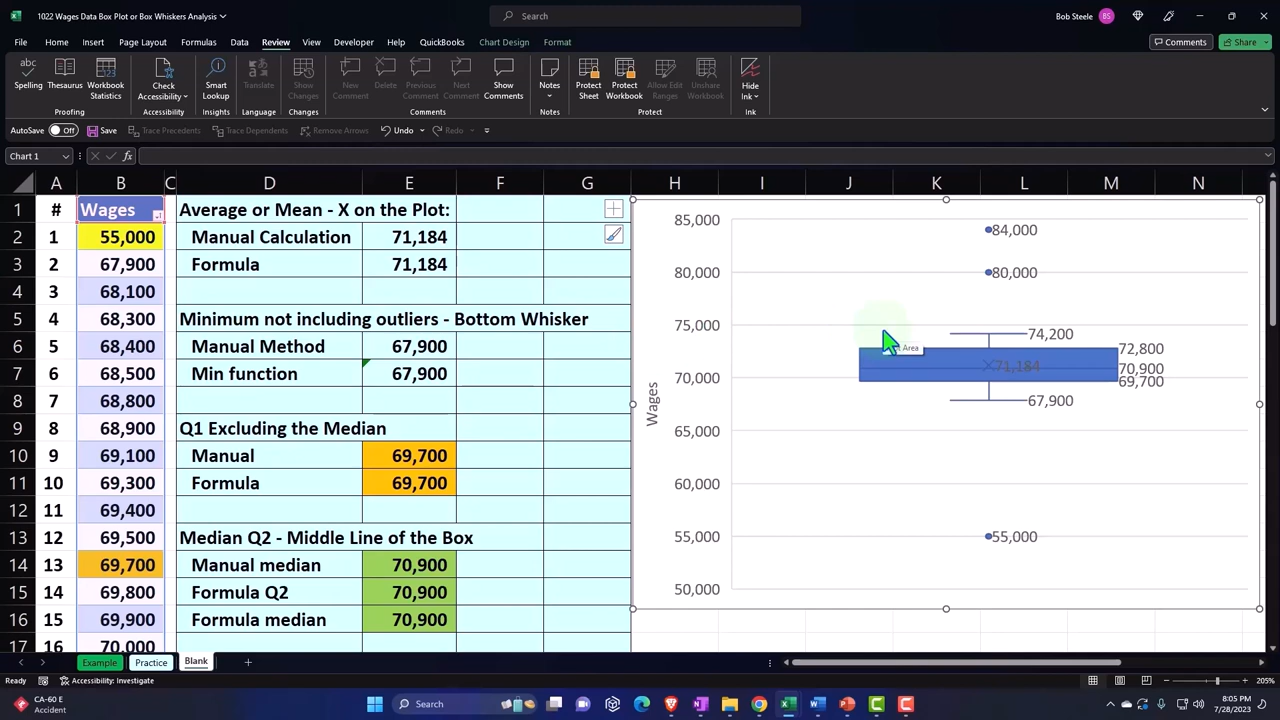 1022 Wages Data Box Plot or Box Whiskers Analysis
Search
Bob Steele
BS
File
Home
Insert
Page Layout
Formulas
Data
Review
View
Developer
Help
QuickBooks
Chart Design
Format
Comments
Share
Spelling
Thesaurus
Workbook Statistics
Check Accessibility
Smart Lookup
Translate
Show Changes
New Comment
Delete
Previous Comment
Next Comment
Show Comments
Notes
Protect Sheet
Protect Workbook
Allow Edit Ranges
Unshare Workbook
Hide Ink
Proofing
Accessibility
Insights
Language
Changes
Comments
Notes
Protect
Ink
AutoSave
Off
Save
Trace Precedents
Trace Dependents
Remove Arrows
Undo
Redo
Chart 1
fx
A B C D E F G H I J K L M N
1 # Wages Average or Mean - X on the Plot:
2 1 55,000 Manual Calculation 71,184
3 2 67,900 Formula 71,184
4 3 68,100
5 4 68,300 Minimum not including outliers - Bottom Whisker
6 5 68,400 Manual Method 67,900
7 6 68,500 Min function 67,900
8 7 68,800
9 8 68,900 Q1 Excluding the Median
10 9 69,100 Manual 69,700
11 10 69,300 Formula 69,700
12 11 69,400
13 12 69,500 Median Q2 - Middle Line of the Box
14 13 69,700 Manual median 70,900
15 14 69,800 Formula Q2 70,900
16 15 69,900 Formula median 70,900
17 16 70,000
85,000
80,000
75,000
70,000
65,000
60,000
55,000
50,000
Wages
84,000
80,000
74,200
72,800
71,184
70,900
69,700
67,900
55,000
Area
Example
Practice
Blank
Ready
Accessibility: Investigate
205%
CA-60 E
Accident
Search
8:05 PM
7/28/2023